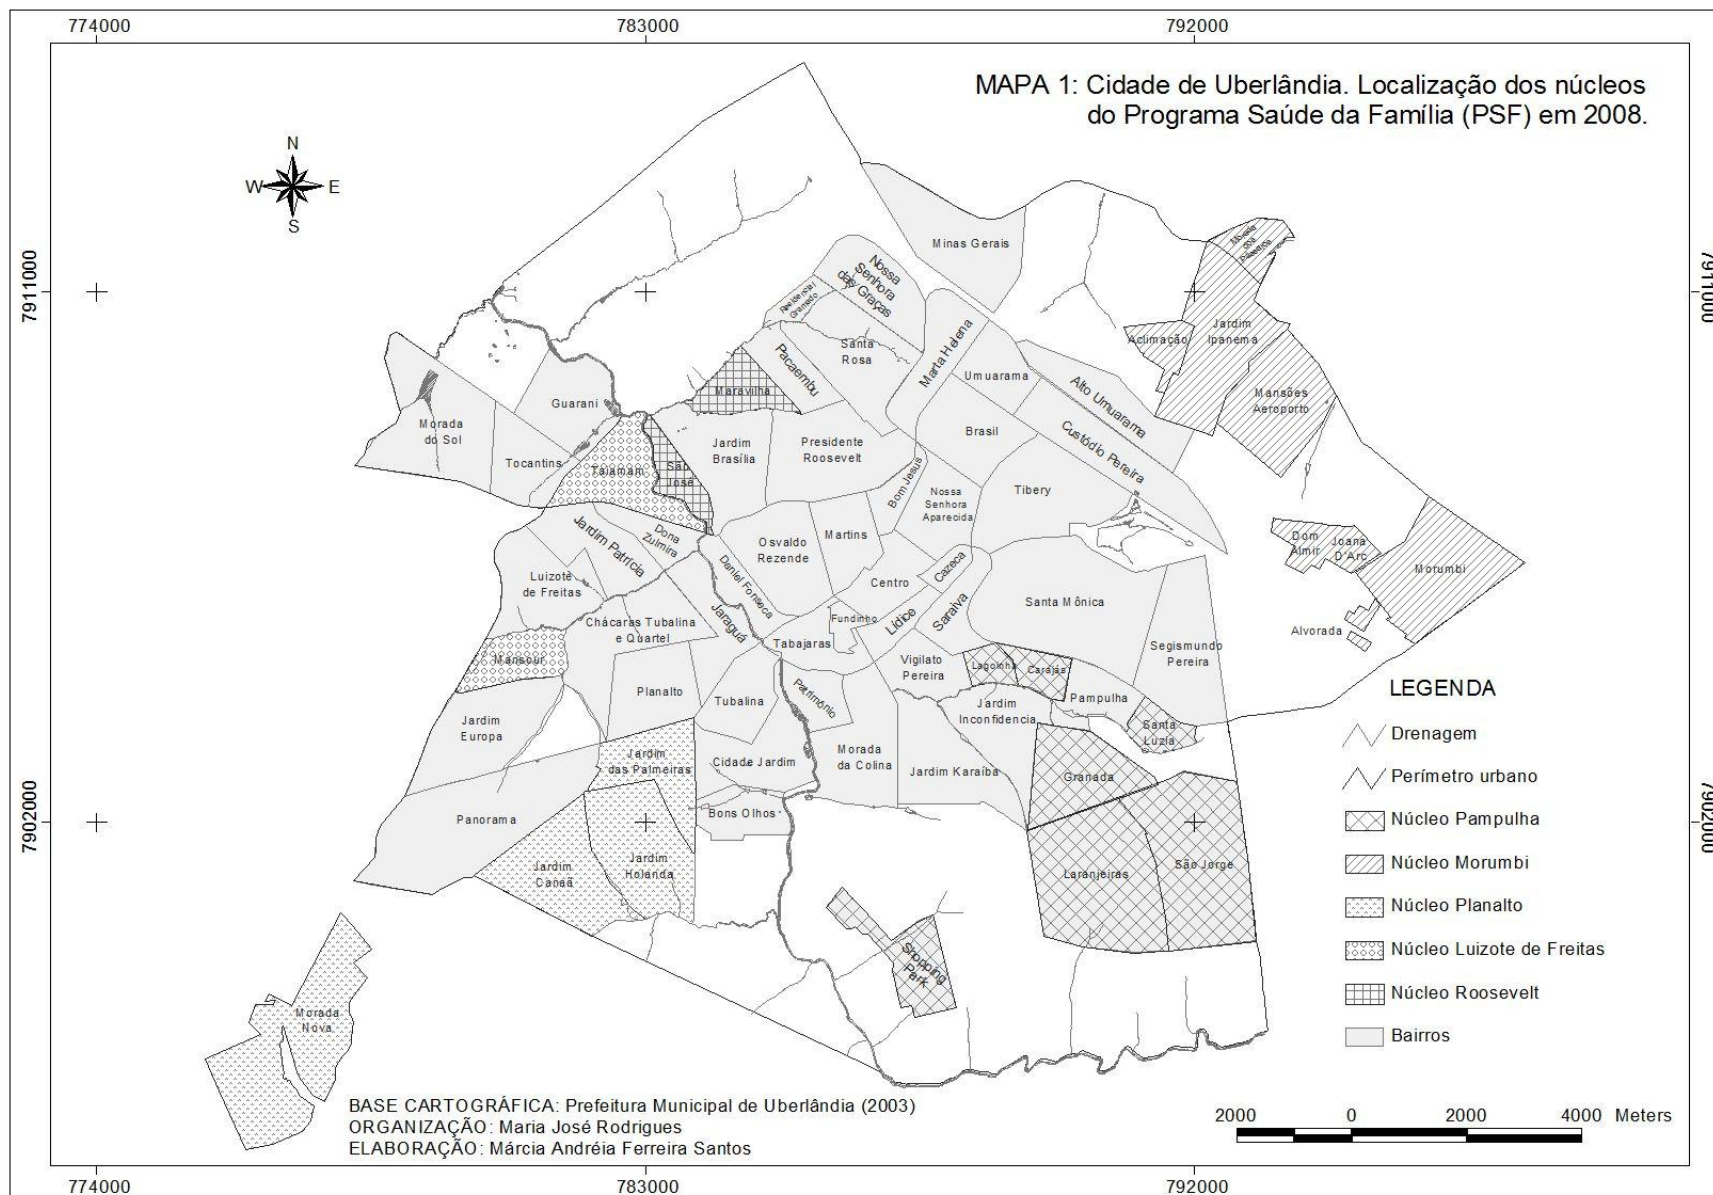 774000
783000
792000
MAPA 1: Cidade de Uberlândia. Localização dos núcleos
do Programa Saúde da Família (PSF) em 2008.
N
W
E
S
7911000
7911000
Minas Gerais
Morada
dos
Pássaros
Nossa
Senhora
das Graças
Residencial
Gramado
Jardim
Ipanema
Aclimação
Santa
Rosa
Marta Helena
Pacaembu
Umuarama
Alto Umuarama
Maravilha
Mansões
Aeroporto
Guarani
Morada
do Sol
Jardim
Brasília
Presidente
Roosevelt
Brasil
Custódio Pereira
Tocantins
Taiamam
São
José
Bom Jesus
Nossa
Senhora
Aparecida
Tibery
Jardim Patrícia
Dona
Zulmira
Osvaldo
Rezende
Martins
Dom
Almir
Joana
D'Arc
Morumbi
Luizote
de Freitas
Daniel Fonseca
Centro
Cazeca
Santa Mônica
Chácaras Tubalina
e Quartel
Jaraguá
Fundinho
Lídice
Saraiva
Alvorada
Tabajaras
Segismundo
Pereira
Mansour
Vigilato
Pereira
Lagoinha
Carajás
Planalto
Tubalina
Patrimônio
Pampulha
Jardim
Inconfidencia
Jardim
Europa
Santa
Luzia
Jardim
das Palmeiras
Cidade Jardim
Morada
da Colina
Jardim Karaíba
Granada
Bons Olhos
Panorama
7902000
7902000
Jardim
Canaã
Jardim
Holanda
Laranjeiras
São Jorge
Shopping
Park
Morada
Nova
LEGENDA
Drenagem
Perímetro urbano
Núcleo Pampulha
Núcleo Morumbi
Núcleo Planalto
Núcleo Luizote de Freitas
Núcleo Roosevelt
Bairros
BASE CARTOGRÁFICA: Prefeitura Municipal de Uberlândia (2003)
ORGANIZAÇÃO: Maria José Rodrigues
ELABORAÇÃO: Márcia Andréia Ferreira Santos
2000 0 2000 4000 Meters
774000
783000
792000